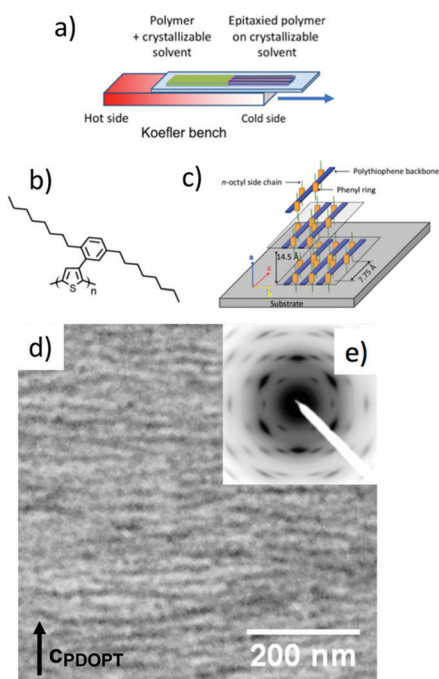 a)
Polymer
+ crystallizable
solvent
Epitaxied polymer
on crystallizable
solvent
Hot side
Cold side
Koefler bench
b)
S
n
c)
Polythiophene backbone
n-octyl side chain
Phenyl ring
14.5 Å
a
c
b
7.75 Å
Substrate
d)
e)
cPDOPT
200 nm